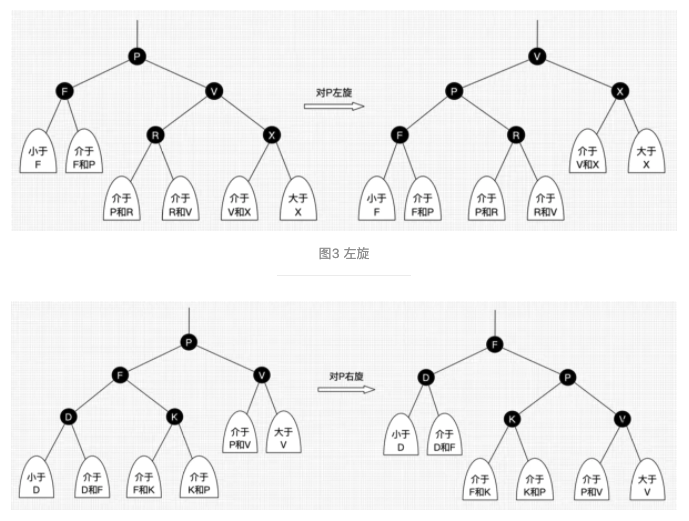 P
V
F
V
对P左旋
P
X
R
X
F
R
小于
F
介于
F和P
介于
V和X
大于
X
介于
P和R
介于
R和V
介于
V和X
大于
X
小于
F
介于
F和P
介于
P和R
介于
R和V
图3 左旋
P
F
F
V
对P右旋
D
P
D
K
K
V
介于
P和V
大于
V
小于
D
介于
D和F
小于
D
介于
D和F
介于
F和K
介于
K和P
介于
F和K
介于
K和P
介于
P和V
大于
V